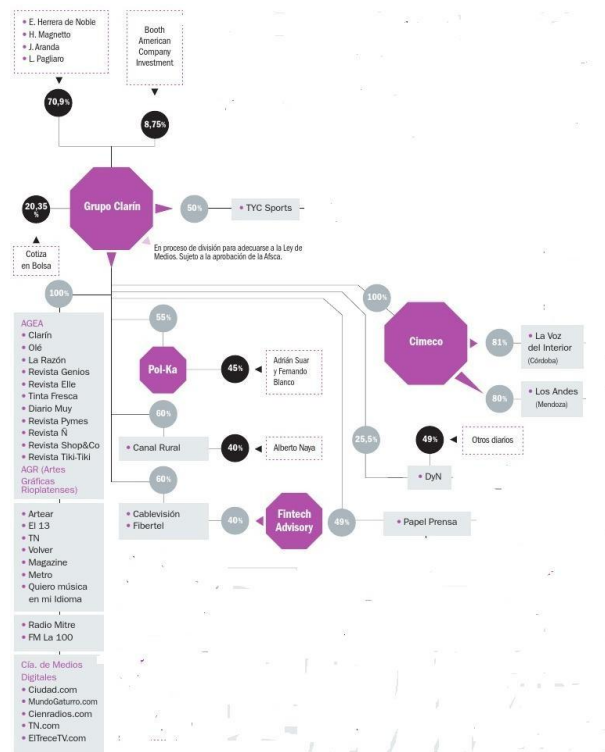 • E. Herrera de Noble
• H. Magnetto
• J. Aranda
• L. Pagliaro
Booth
American
Company
Investment
70,9%
8,75%
Grupo Clarín
20,35
%
Cotiza
en Bolsa
50%
• TYC Sports
En proceso de división para adecuarse a la Ley de
Medios. Sujeto a la aprobación de la Afsca.
100%
AGEA
• Clarín
• Olé
• La Razón
• Revista Genios
• Revista Elle
• Tinta Fresca
• Diario Muy
• Revista Pymes
• Revista Ñ
• Revista Shop&Co
• Revista Tiki-Tiki
AGR (Artes
Gráficas
Rioplatenses)
• Artear
• El 13
• TN
• Volver
• Magazine
• Metro
• Quiero música
en mi Idioma
• Radio Mitre
• FM La 100
Cía. de Medios
Digitales
• Ciudad.com
• MundoGaturro.com
• Cienradios.com
• TN.com
• ElTreceTV.com
55%
Pol-Ka
45%
Adrián Suar
y Fernando
Blanco
60%
• Canal Rural
40%
Alberto Naya
60%
• Cablevisión
• Fibertel
40%
Fintech
Advisory
49%
• Papel Prensa
100%
Cimeco
81%
• La Voz
del Interior
(Córdoba)
80%
• Los Andes
(Mendoza)
25,5%
49%
Otros diarios
• DyN